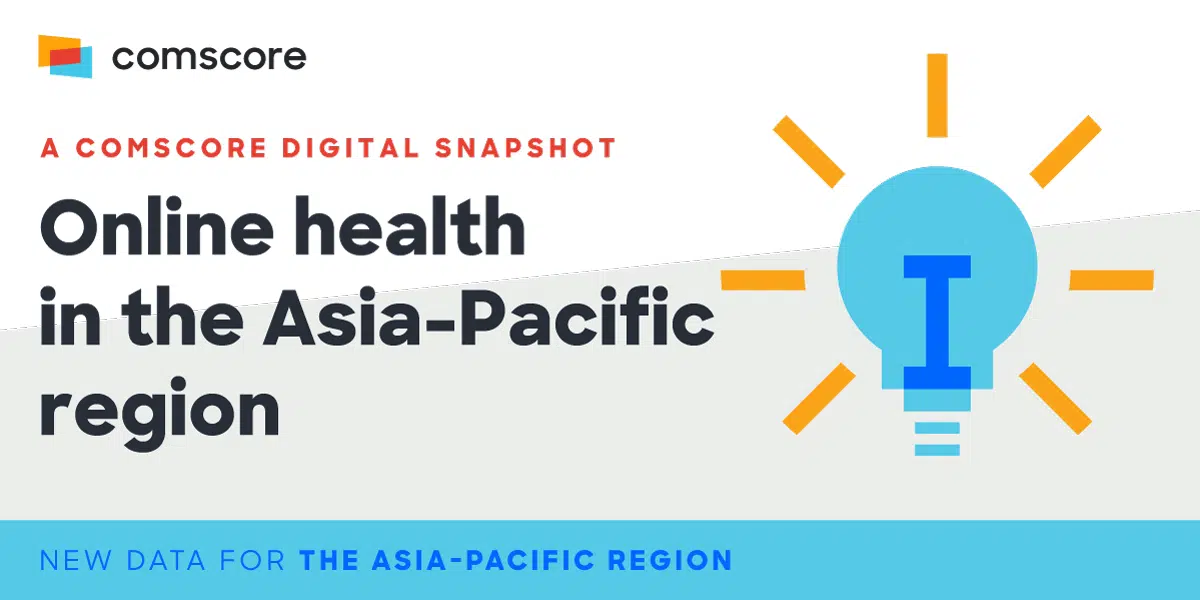 comscore
A COMSCORE DIGITAL SNAPSHOT
Online health
in the Asia-Pacific
region
NEW DATA FOR THE ASIA-PACIFIC REGION